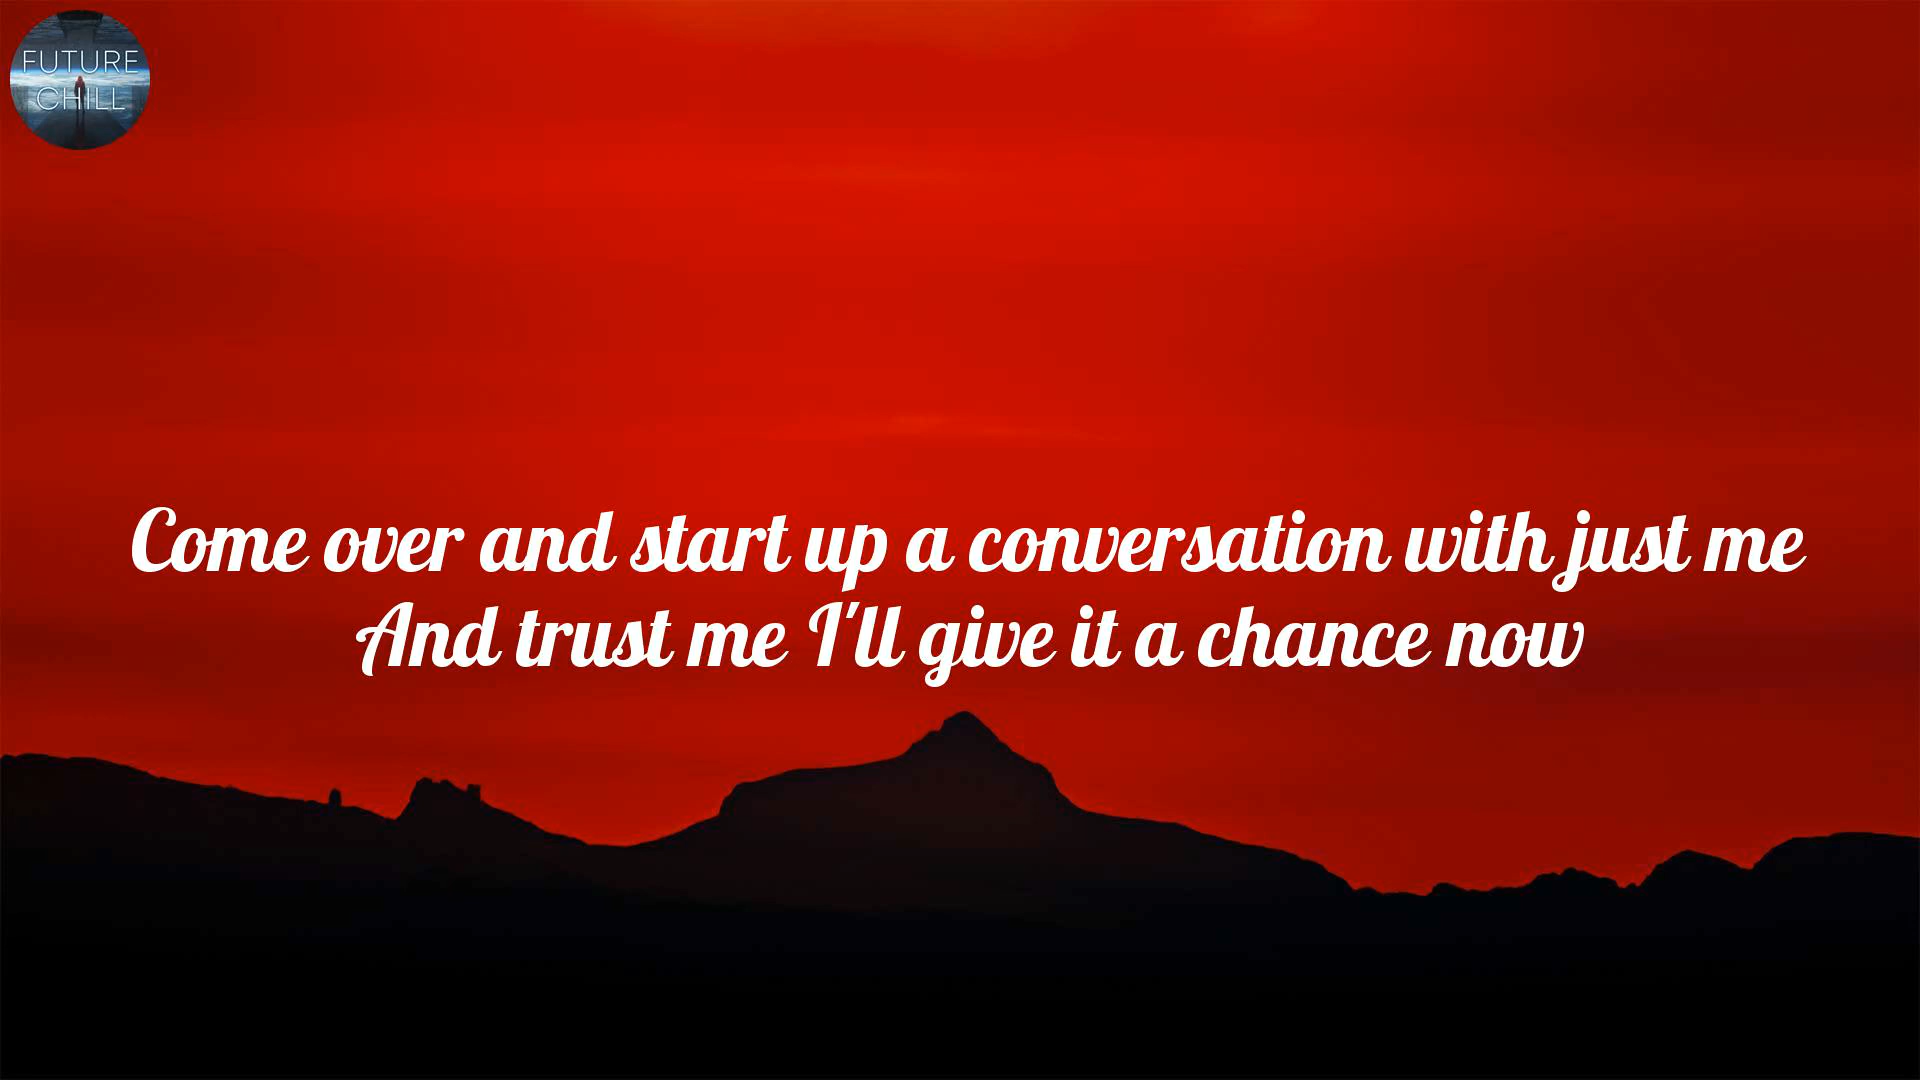 FUTURE
CHILL
Come over and start up a conversation with just me
And trust me I'll give it a chance now